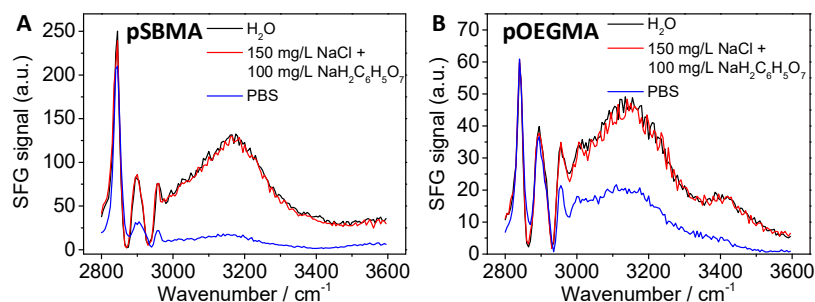 A
pSBMA
H₂O
150 mg/L NaCl +
100 mg/L NaH₂C₆H₅O₇
PBS
SFG signal (a.u.)
250
200
150
100
50
0
2800 3000 3200 3400 3600
Wavenumber / cm⁻¹
B
pOEGMA
H₂O
150 mg/L NaCl +
100 mg/L NaH₂C₆H₅O₇
PBS
SFG signal (a.u.)
70
60
50
40
30
20
10
0
2800 3000 3200 3400 3600
Wavenumber / cm⁻¹